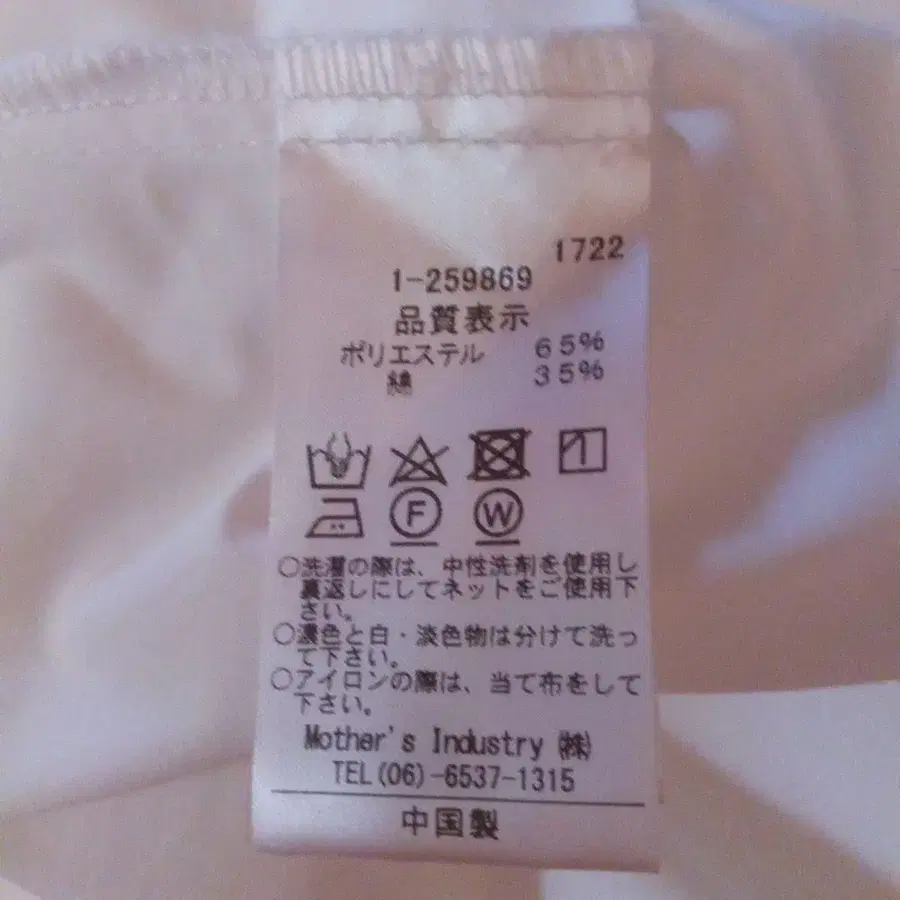 1722
1-259869
品質表示
ポリエステル 65%
綿 35%
F W
○洗濯の際は、中性洗剤を使用し
裏返しにしてネットをご使用下
さい。
○濃色と白・淡色物は分けて洗っ
て下さい。
○アイロンの際は、当て布をして
下さい。
Mother's Industry ㈱
TEL(06)-6537-1315
中国製